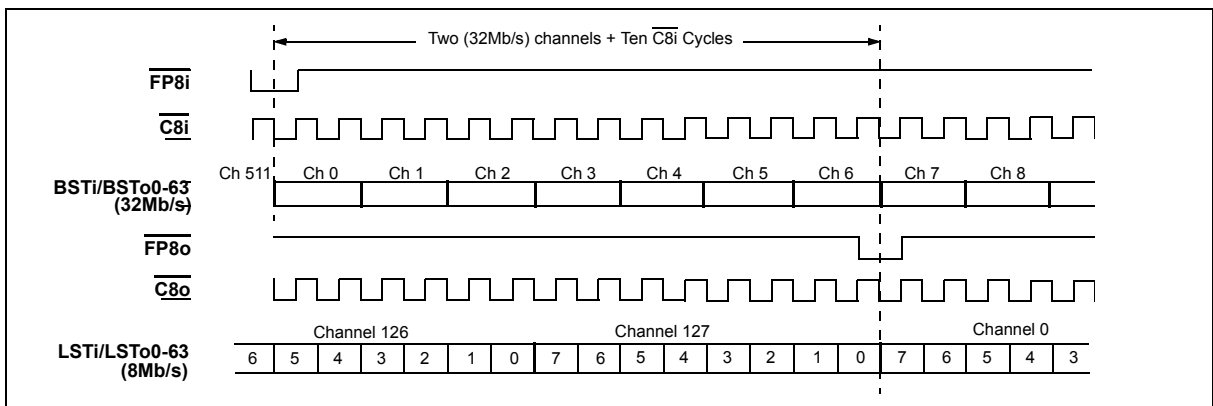 Two (32Mb/s) channels + Ten C8i Cycles
FP8i
C8i
Ch 511 Ch 0 Ch 1 Ch 2 Ch 3 Ch 4 Ch 5 Ch 6 Ch 7 Ch 8
BSTi/BSTo0-63
(32Mb/s)
FP8o
C8o
Channel 126 Channel 127 Channel 0
LSTi/LSTo0-63
(8Mb/s)
6 5 4 3 2 1 0 7 6 5 4 3 2 1 0 7 6 5 4 3